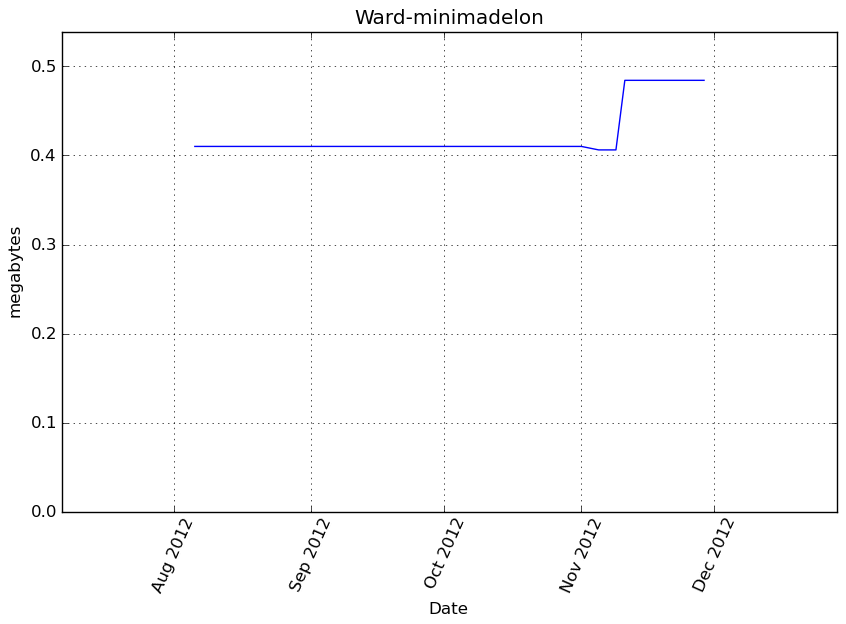 Ward-minimadelon
0.5
0.4
0.3
0.2
0.1
0.0
megabytes
Aug 2012
Sep 2012
Oct 2012
Nov 2012
Dec 2012
Date